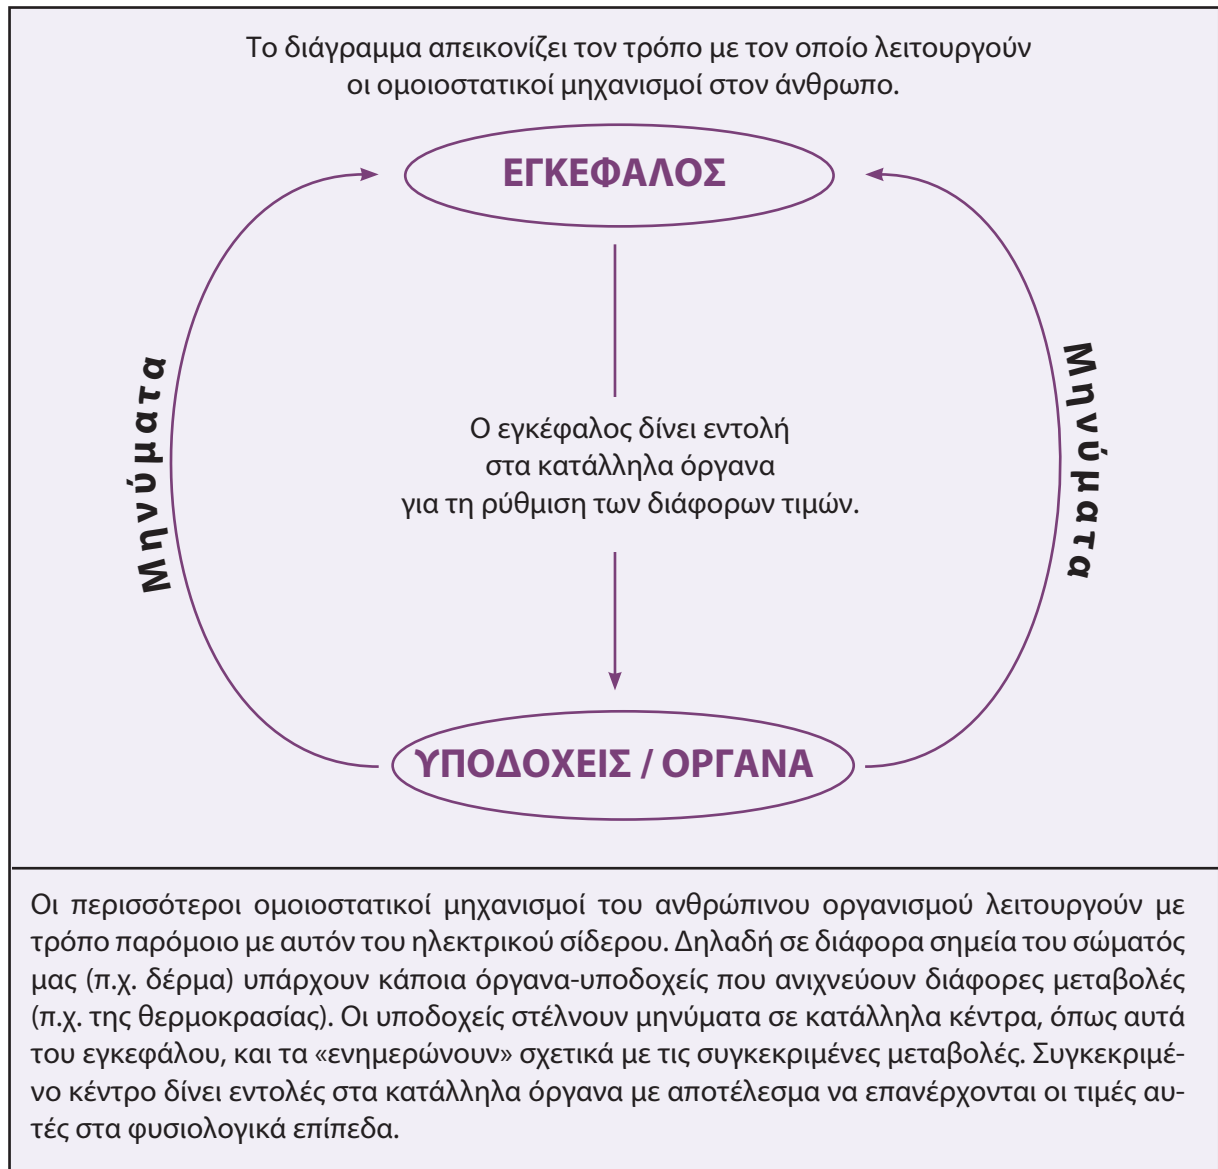 Το διάγραμμα απεικονίζει τον τρόπο με τον οποίο λειτουργούν
οι ομοιοστατικοί μηχανισμοί στον άνθρωπο.
ΕΓΚΕΦΑΛΟΣ
Μηνύματα
Μηνύματα
Ο εγκέφαλος δίνει εντολή
στα κατάλληλα όργανα
για τη ρύθμιση των διάφορων τιμών.
ΥΠΟΔΟΧΕΙΣ / ΟΡΓΑΝΑ
Οι περισσότεροι ομοιοστατικοί μηχανισμοί του ανθρώπινου οργανισμού λειτουργούν με
τρόπο παρόμοιο με αυτόν του ηλεκτρικού σίδερου. Δηλαδή σε διάφορα σημεία του σώματός
μας (π.χ. δέρμα) υπάρχουν κάποια όργανα-υποδοχείς που ανιχνεύουν διάφορες μεταβολές
(π.χ. της θερμοκρασίας). Οι υποδοχείς στέλνουν μηνύματα σε κατάλληλα κέντρα, όπως αυτά
του εγκεφάλου, και τα «ενημερώνουν» σχετικά με τις συγκεκριμένες μεταβολές. Συγκεκριμέ-
νο κέντρο δίνει εντολές στα κατάλληλα όργανα με αποτέλεσμα να επανέρχονται οι τιμές αυ-
τές στα φυσιολογικά επίπεδα.